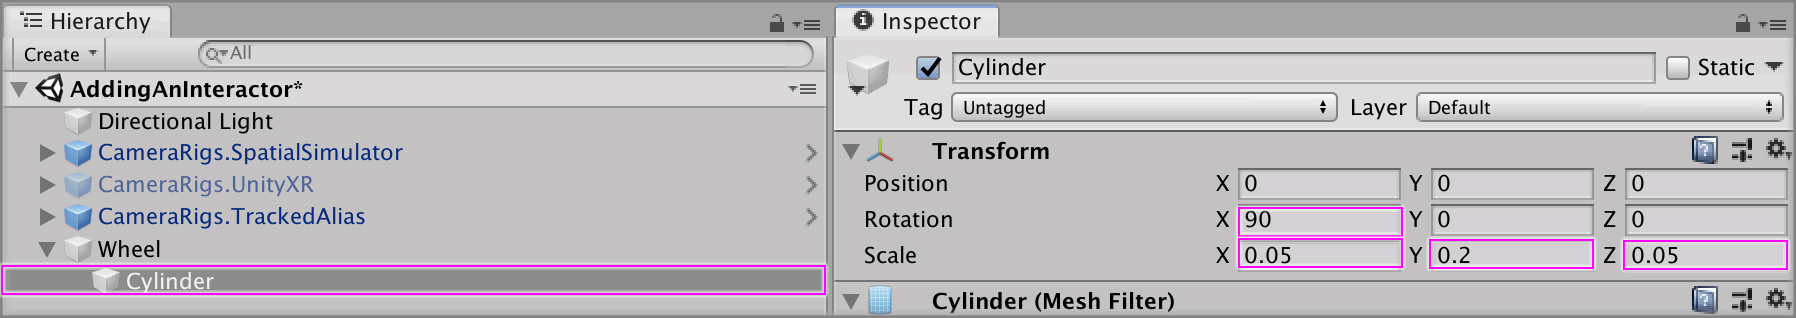 Hierarchy
Create
All
AddingAnInteractor*
Directional Light
CameraRigs.SpatialSimulator
CameraRigs.UnityXR
CameraRigs.TrackedAlias
Wheel
Cylinder
Inspector
Cylinder Static
Tag Untagged Layer Default
Transform
Position X 0 Y 0 Z 0
Rotation X 90 Y 0 Z 0
Scale X 0.05 Y 0.2 Z 0.05
Cylinder (Mesh Filter)